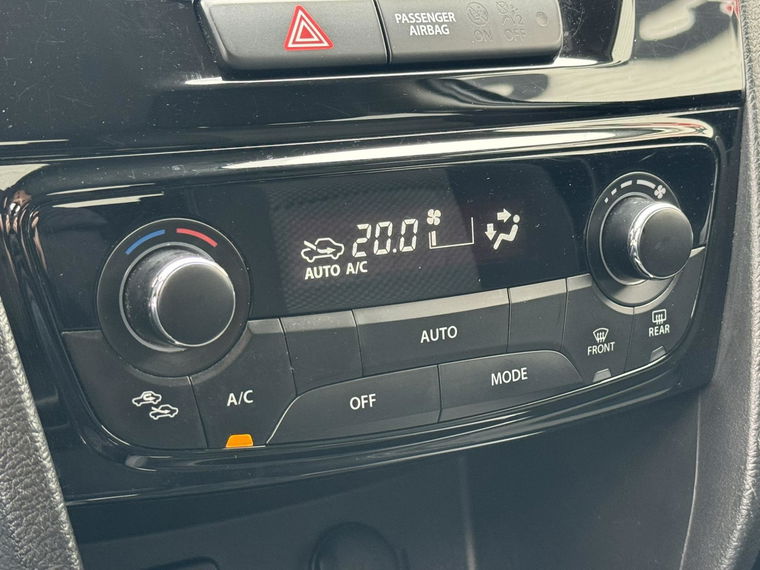 PASSENGER
AIRBAG
ON
OFF
20.0
AUTO A/C
AUTO
FRONT
REAR
A/C
OFF
MODE